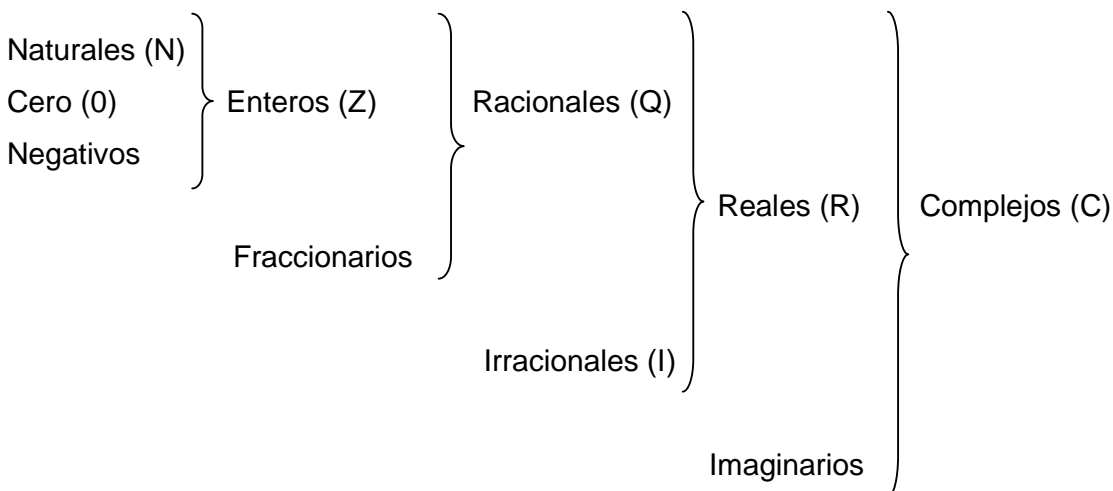 Naturales (N)
Cero (0) Enteros (Z) Racionales (Q)
Negativos
Reales (R) Complejos (C)
Fraccionarios
Irracionales (I)
Imaginarios